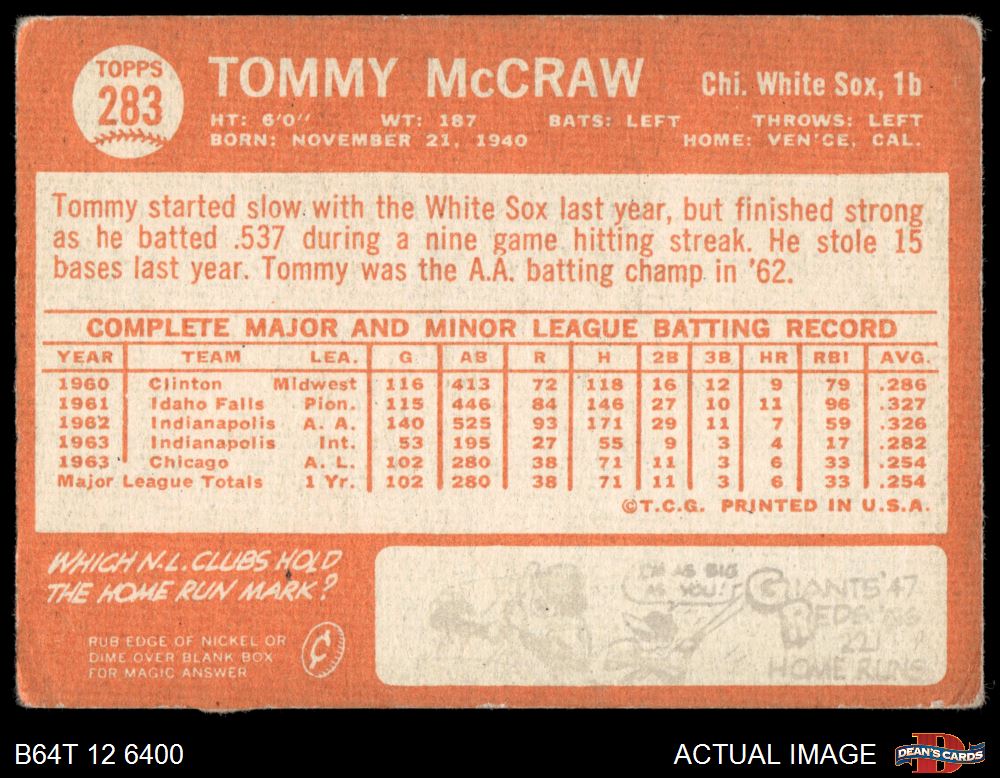 TOPPS
283
TOMMY McCRAW
Chi. White Sox, 1b
HT: 6'0'' WT: 187 BATS: LEFT THROWS: LEFT
BORN: NOVEMBER 21, 1940 HOME: VENICE, CAL.
Tommy started slow with the White Sox last year, but finished strong
as he batted .537 during a nine game hitting streak. He stole 15
bases last year. Tommy was the A.A. batting champ in '62.
COMPLETE MAJOR AND MINOR LEAGUE BATTING RECORD
YEAR TEAM LEA. G AB R H 2B 3B HR RBI AVG.
1960 Clinton Midwest 116 413 72 118 16 12 9 79 .286
1961 Idaho Falls Pion. 115 446 84 146 27 10 11 96 .327
1962 Indianapolis A. A. 140 525 93 171 29 11 7 59 .326
1963 Indianapolis Int. 53 195 27 55 9 3 4 17 .282
1963 Chicago A. L. 102 280 38 71 11 3 6 33 .254
Major League Totals 1 Yr. 102 280 38 71 11 3 6 33 .254
©T.C.G. PRINTED IN U.S.A.
WHICH N.L. CLUBS HOLD
THE HOME RUN MARK?
RUB EDGE OF NICKEL OR
DIME OVER BLANK BOX
FOR MAGIC ANSWER
¢
I'M AS BIG
AS YOU!
GIANTS '47
REDS '56
221
HOME RUNS
B64T 12 6400
ACTUAL IMAGE
DEAN'S CARDS